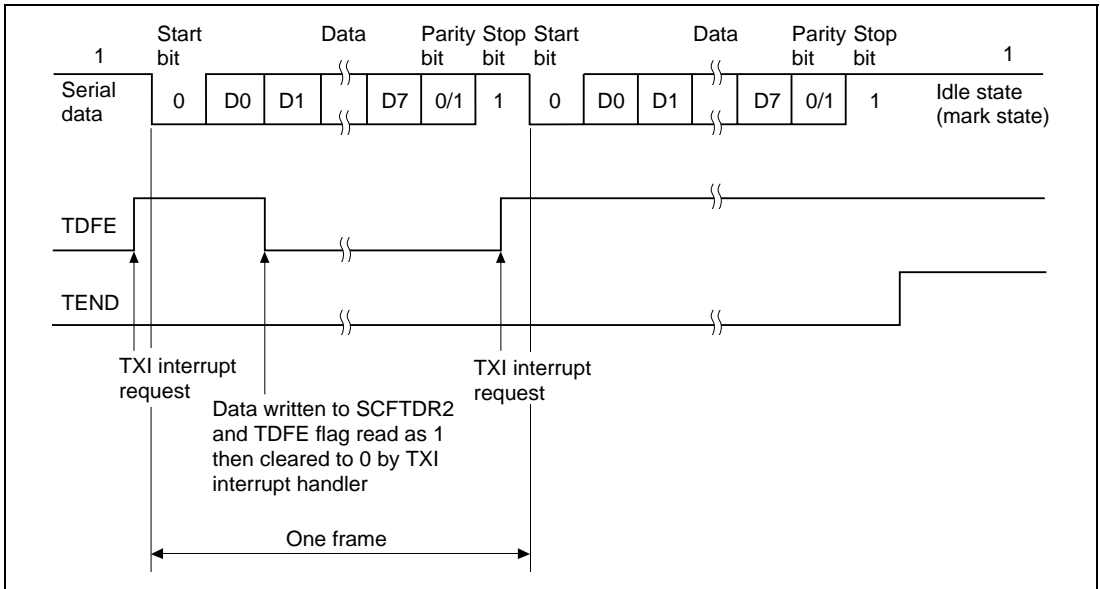 Start Data Parity Stop Start Data Parity Stop
1 bit bit bit bit bit bit 1
Serial data
0 D0 D1 D7 0/1 1 0 D0 D1 D7 0/1 1
Idle state
(mark state)
TDFE
TEND
TXI interrupt
request
TXI interrupt
request
Data written to SCFTDR2
and TDFE flag read as 1
then cleared to 0 by TXI
interrupt handler
One frame